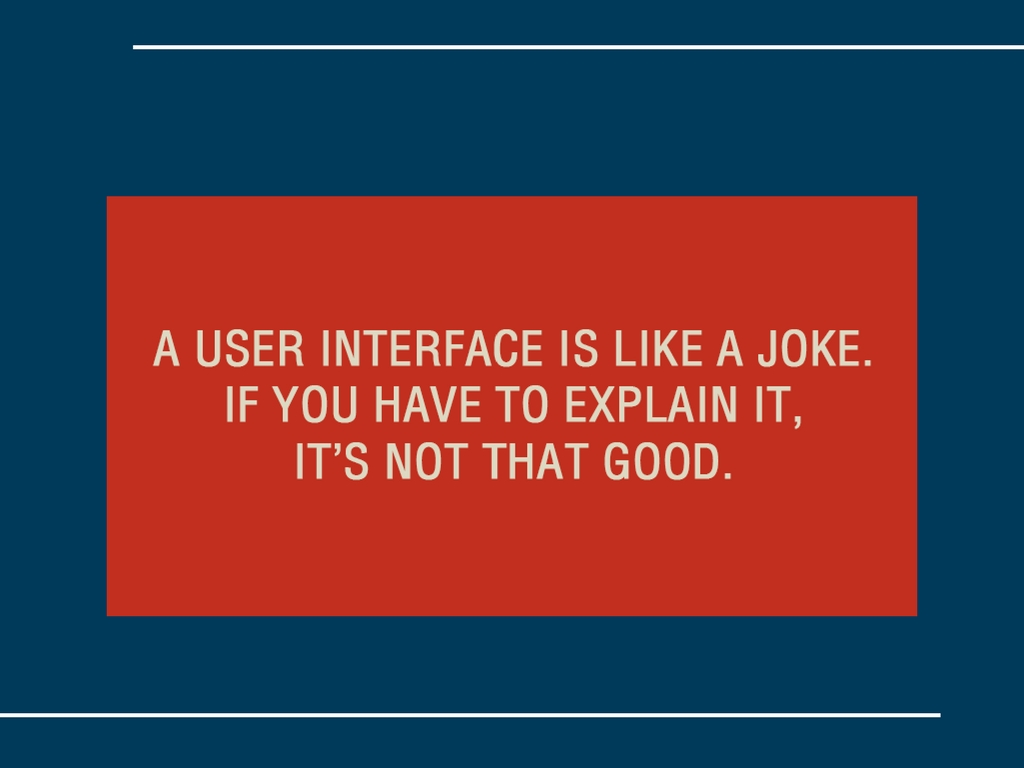 A USER INTERFACE IS LIKE A JOKE.
IF YOU HAVE TO EXPLAIN IT,
IT’S NOT THAT GOOD.